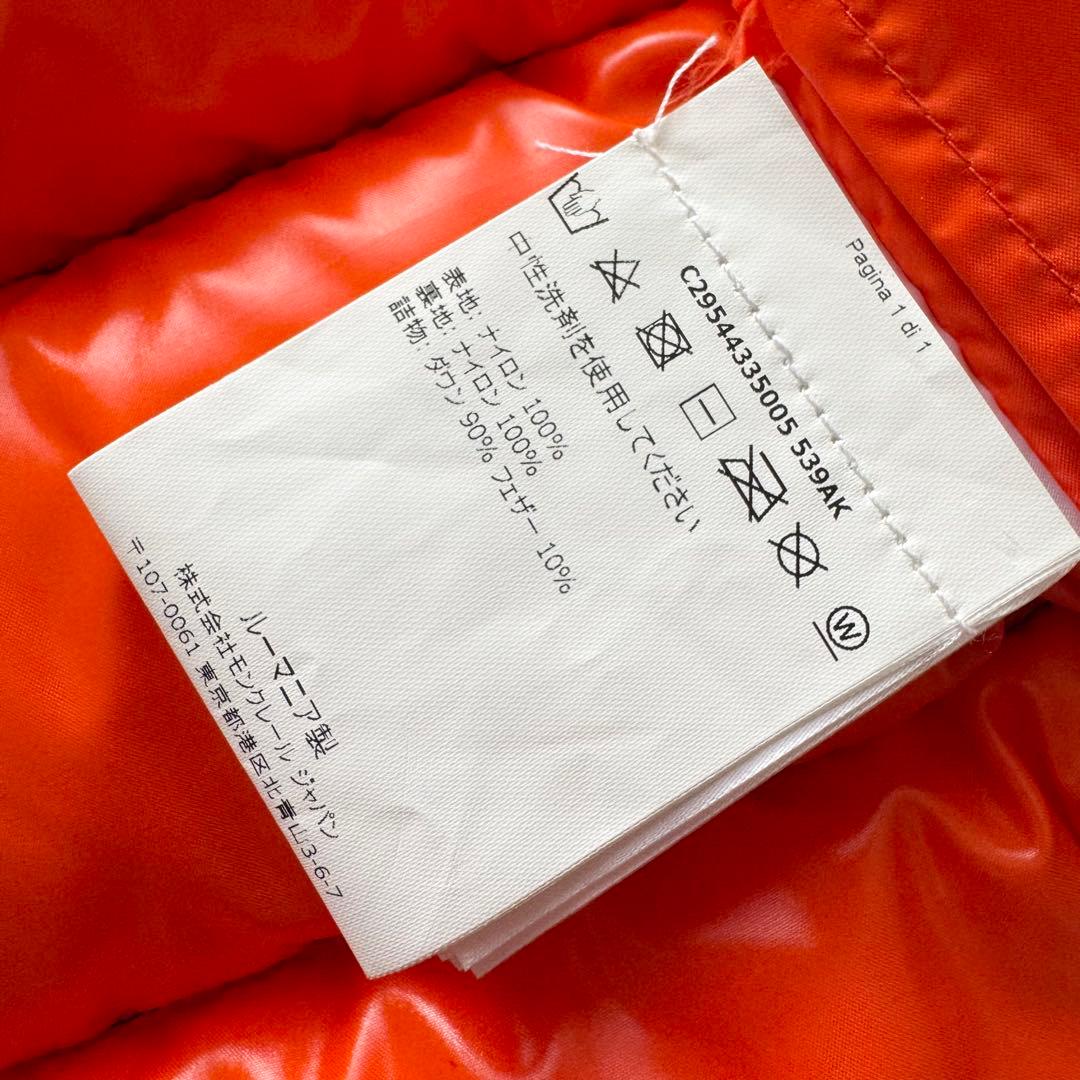 Pagina 1 di 1
C29544335005 539AK
W
中性洗剤を使用してください
表地: ナイロン 100%
裏地: ナイロン 100%
詰物: ダウン 90% フェザー 10%
ルーマニア製
株式会社モンクレール ジャパン
〒107-0061 東京都港区北青山3-6-7